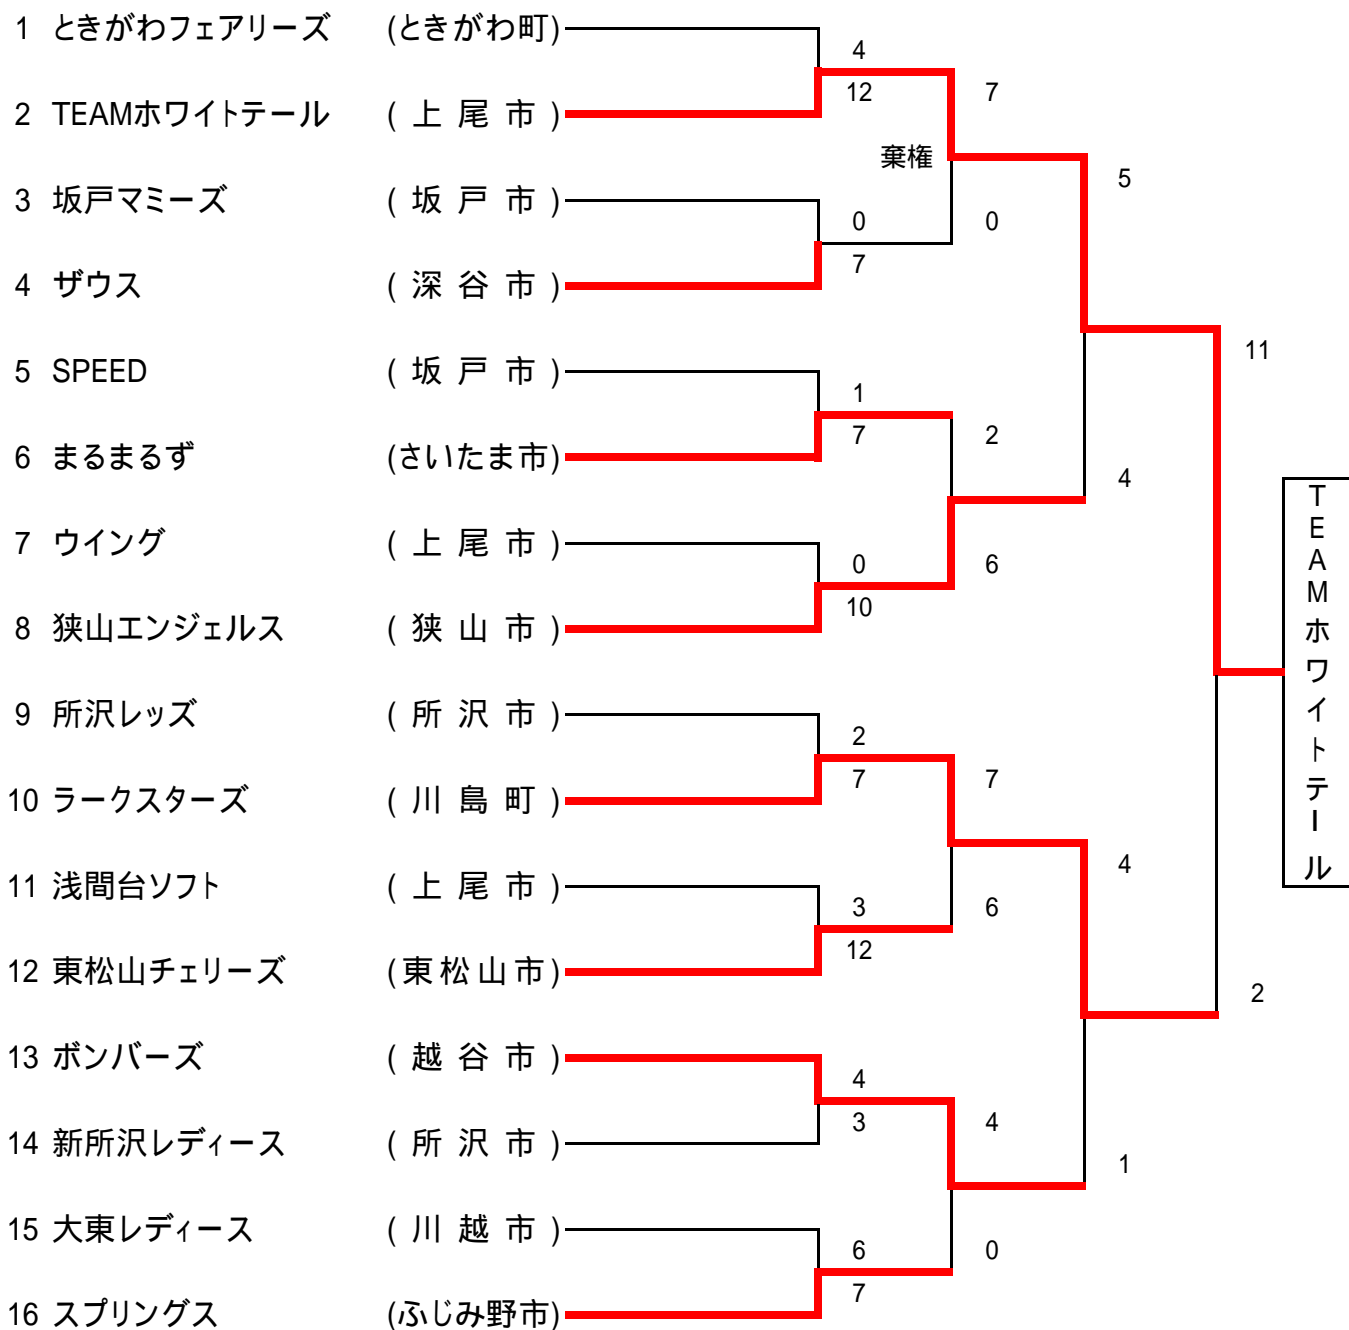 1 ときがわフェアリーズ (ときがわ町)
4
12
7
2 TEAMホワイトテール ( 上 尾 市 )
棄権
5
3 坂戸マミーズ ( 坂 戸 市 )
0
7
0
4 ザウス ( 深 谷 市 )
11
5 SPEED ( 坂 戸 市 )
1
7
2
6 まるまるず (さいたま市)
4
7 ウイング ( 上 尾 市 )
0
10
6
8 狭山エンジェルス ( 狭 山 市 )
TEAMホワイトテール
9 所沢レッズ ( 所 沢 市 )
2
7
7
10 ラークスターズ ( 川 島 町 )
4
11 浅間台ソフト ( 上 尾 市 )
3
12
6
12 東松山チェリーズ (東松山市)
2
13 ボンバーズ ( 越 谷 市 )
4
3
4
14 新所沢レディース ( 所 沢 市 )
1
15 大東レディース ( 川 越 市 )
6
7
0
16 スプリングス (ふじみ野市)